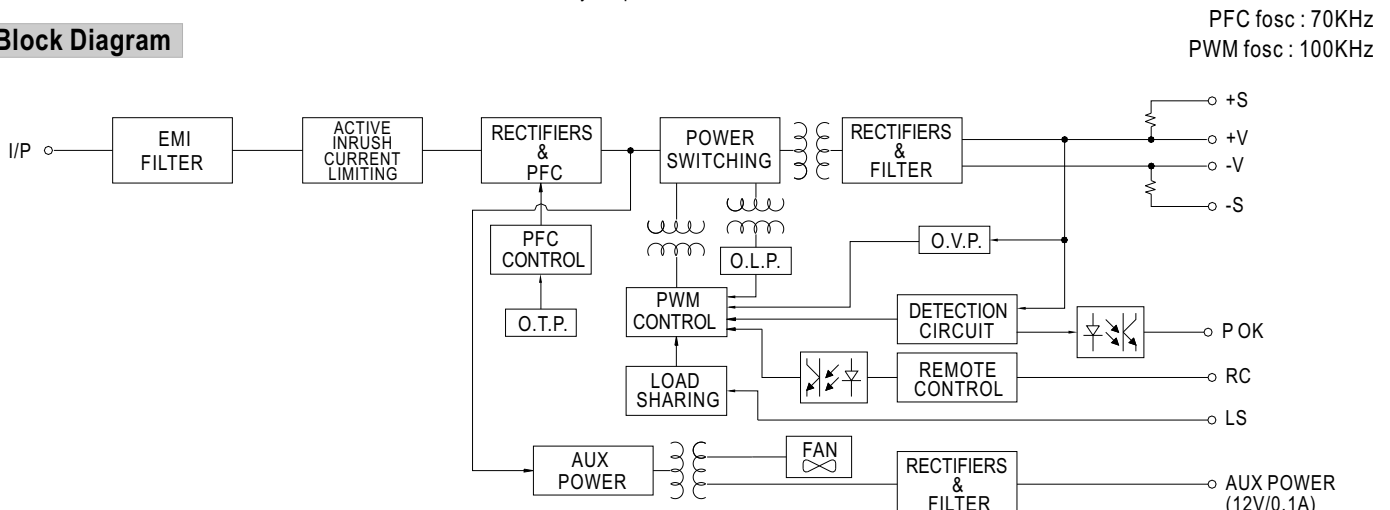 PFC fosc : 70KHz
Block Diagram
PWM fosc : 100KHz
I/P
EMI
FILTER
ACTIVE
INRUSH
CURRENT
LIMITING
RECTIFIERS
&
PFC
POWER
SWITCHING
RECTIFIERS
&
FILTER
+S
+V
-V
-S
PFC
CONTROL
O.L.P.
O.V.P.
O.T.P.
PWM
CONTROL
DETECTION
CIRCUIT
P OK
LOAD
SHARING
REMOTE
CONTROL
RC
LS
AUX
POWER
FAN
RECTIFIERS
&
FILTER
AUX POWER
(12V/0.1A)